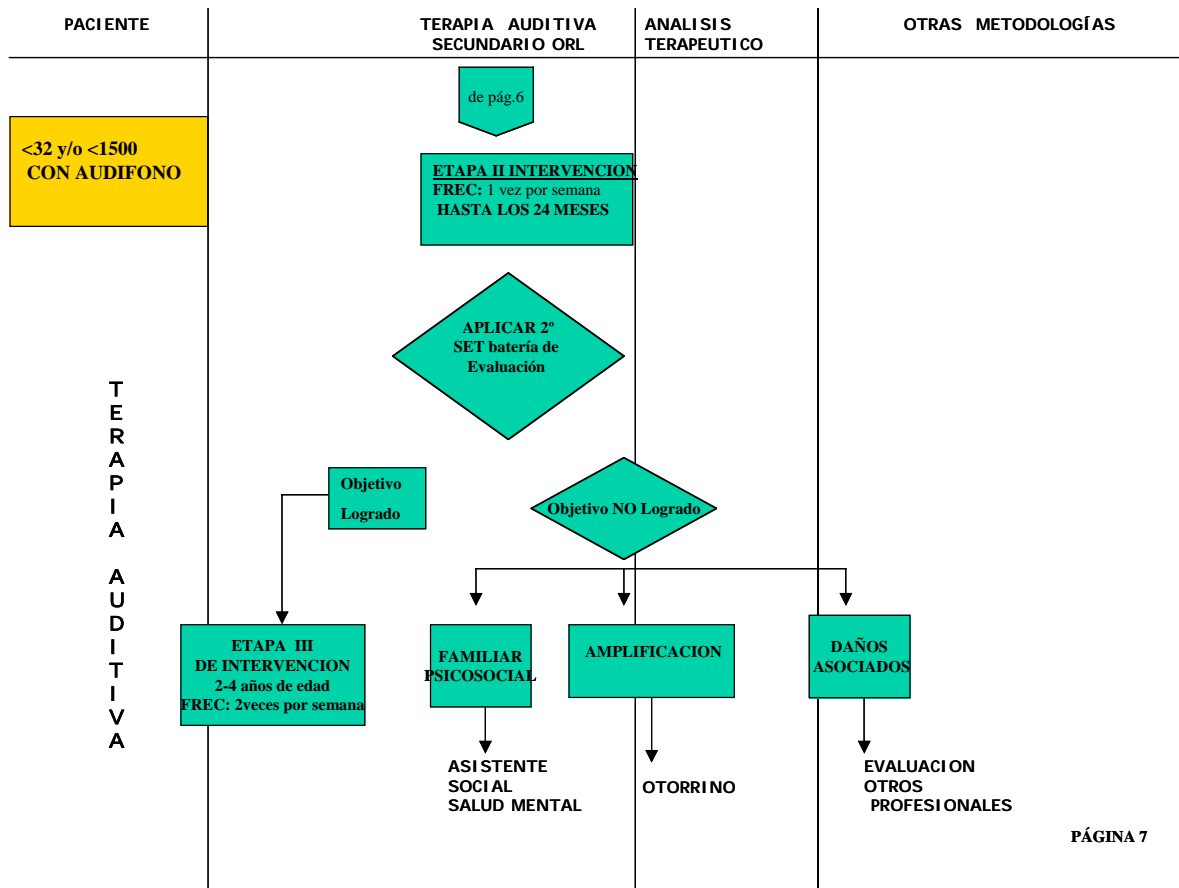 PACIENTE
TERAPIA AUDITIVA
SECUNDARIO ORL
ANALISIS
TERAPEUTICO
OTRAS METODOLOGÍAS
de pág.6
<32 y/o <1500
CON AUDIFONO
ETAPA II INTERVENCION
FREC: 1 vez por semana
HASTA LOS 24 MESES
APLICAR 2º
SET batería de
Evaluación
TERAPIA AUDITIVA
Objetivo
Logrado
Objetivo NO Logrado
ETAPA III
DE INTERVENCION
2-4 años de edad
FREC: 2veces por semana
FAMILIAR
PSICOSOCIAL
AMPLIFICACION
DAÑOS
ASOCIADOS
ASISTENTE
SOCIAL
SALUD MENTAL
OTORRINO
EVALUACION
OTROS
PROFESIONALES
PÁGINA 7